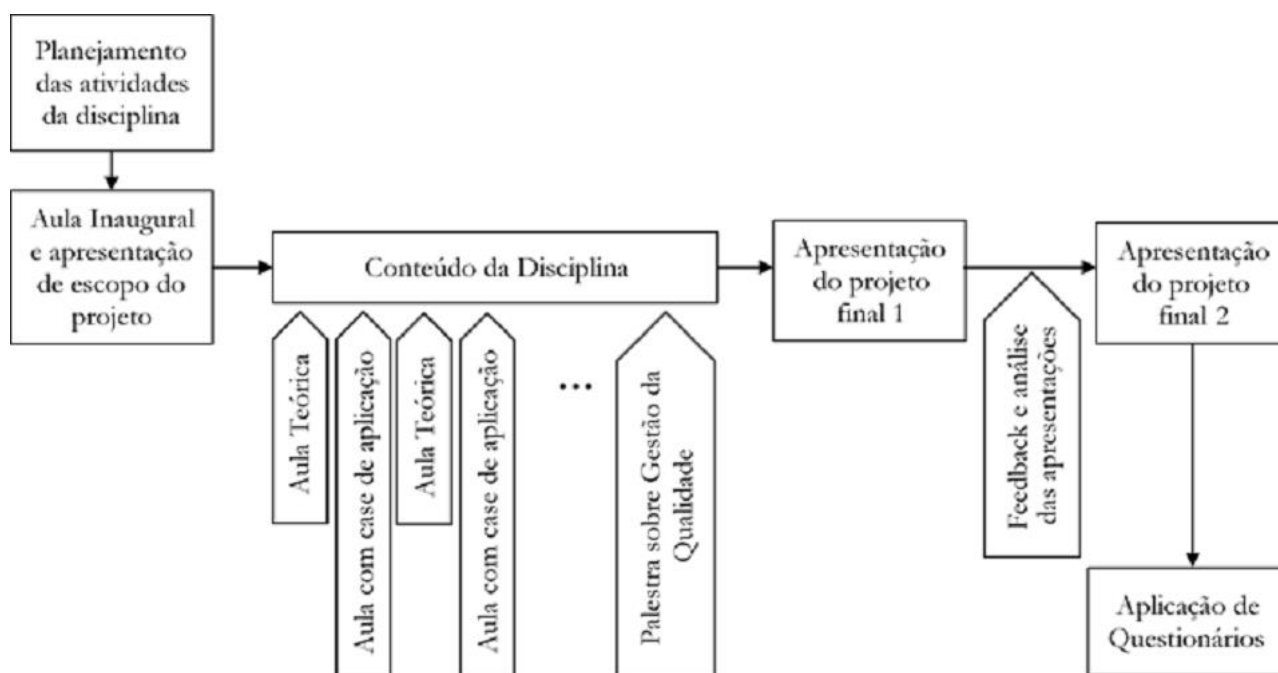 Planejamento
das atividades
da disciplina
Aula Inaugural
e apresentação
de escopo do
projeto
Conteúdo da Disciplina
Aula Teórica
Aula com case de aplicação
Aula Teórica
Aula com case de aplicação
...
Palestra sobre Gestão da
Qualidade
Apresentação
do projeto
final 1
Feedback e análise
das apresentações
Apresentação
do projeto
final 2
Aplicação de
Questionários